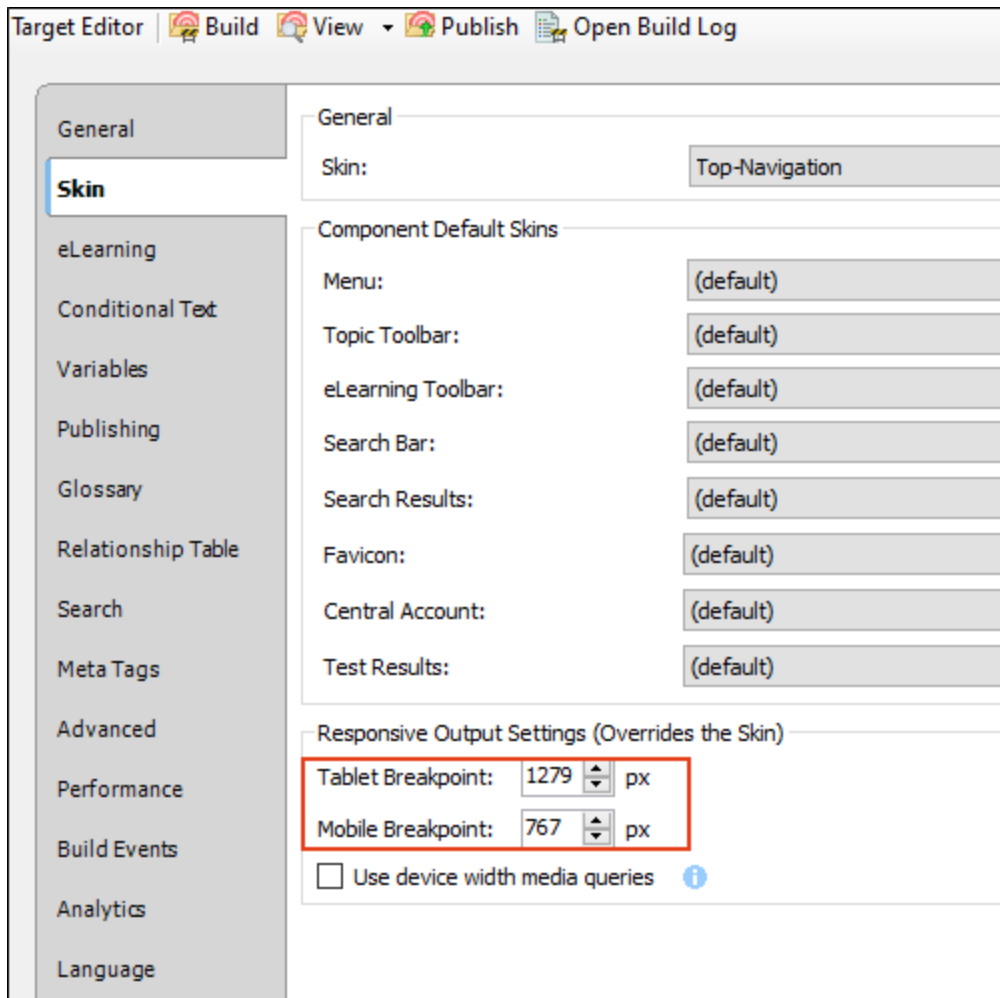 Target Editor Build View Publish Open Build Log
General
Skin
eLearning
Conditional Text
Variables
Publishing
Glossary
Relationship Table
Search
Meta Tags
Advanced
Performance
Build Events
Analytics
Language
General
Skin: Top-Navigation
Component Default Skins
Menu: (default)
Topic Toolbar: (default)
eLearning Toolbar: (default)
Search Bar: (default)
Search Results: (default)
Favicon: (default)
Central Account: (default)
Test Results: (default)
Responsive Output Settings (Overrides the Skin)
Tablet Breakpoint: 1279 px
Mobile Breakpoint: 767 px
Use device width media queries